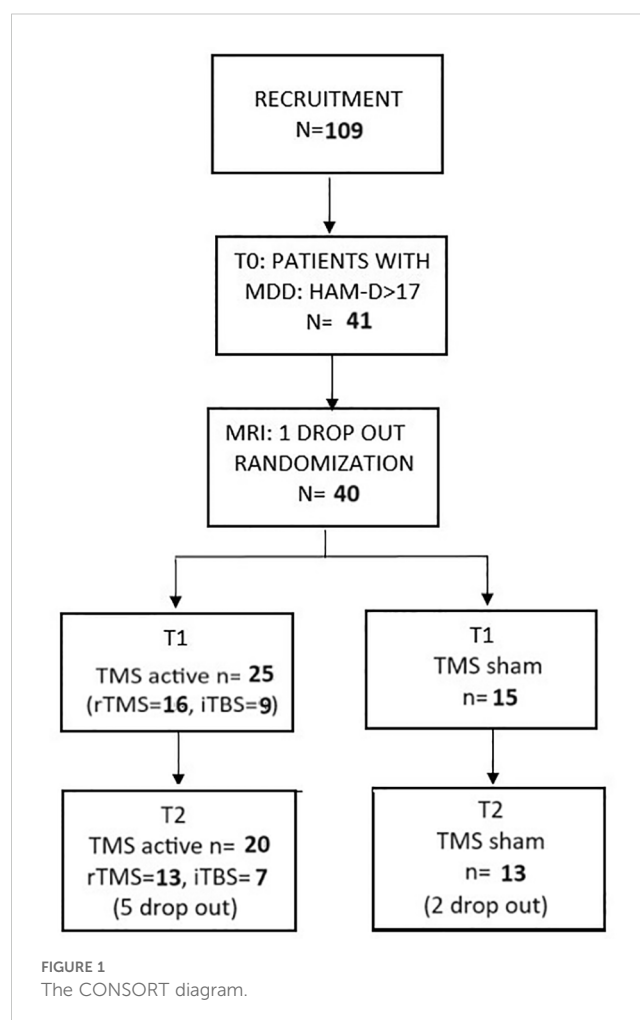 RECRUITMENT
N=109
T0: PATIENTS WITH
MDD: HAM-D>17
N= 41
MRI: 1 DROP OUT
RANDOMIZATION
N= 40
T1
TMS active n= 25
(rTMS=16, iTBS=9)
T1
TMS sham
n= 15
T2
TMS active n= 20
rTMS=13, iTBS= 7
(5 drop out)
T2
TMS sham
n= 13
(2 drop out)
FIGURE 1
The CONSORT diagram.